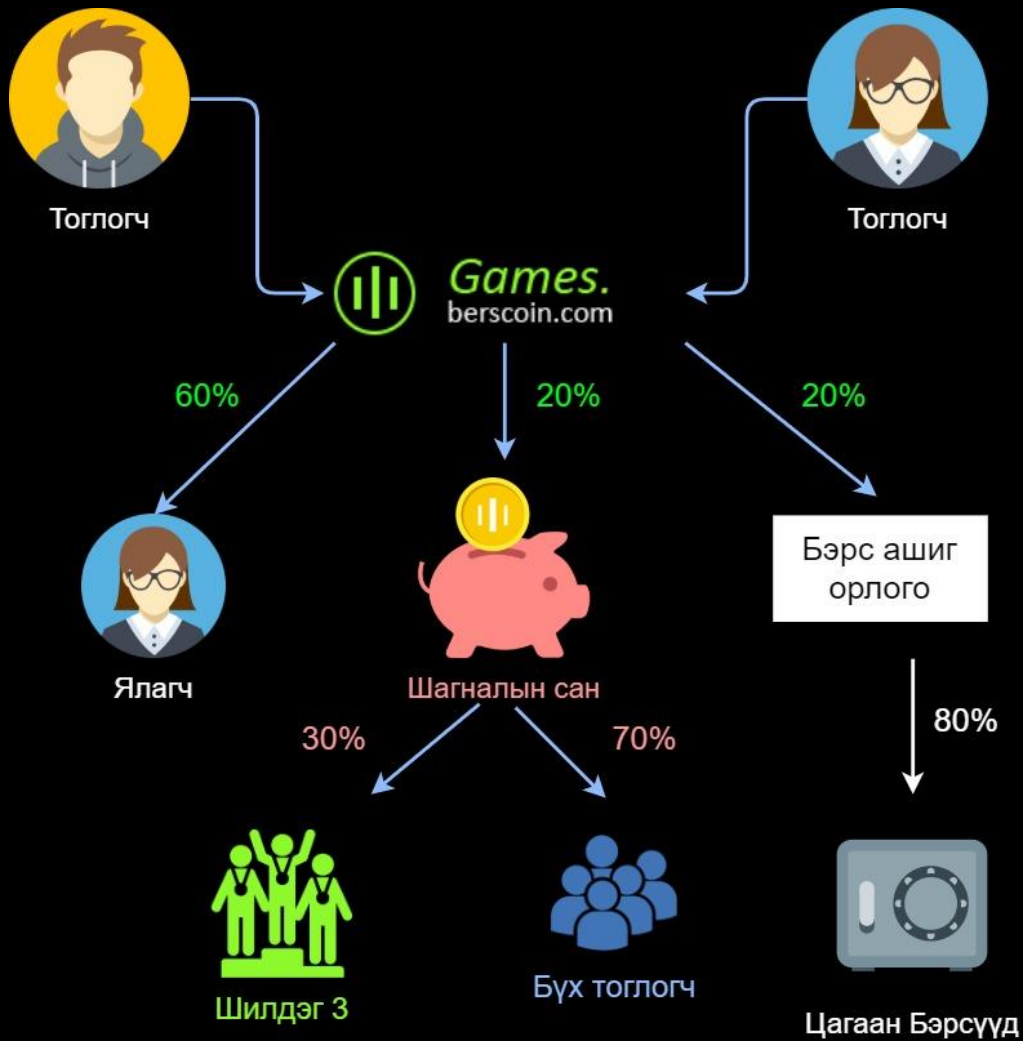 Тоглогч
Тоглогч
Games.
berscoin.com
60%
20%
20%
Бэрс ашиг
орлого
Ялагч
Шагналын сан
30%
70%
80%
Шилдэг 3
Бүх тоглогч
Цагаан Бэрсүүд